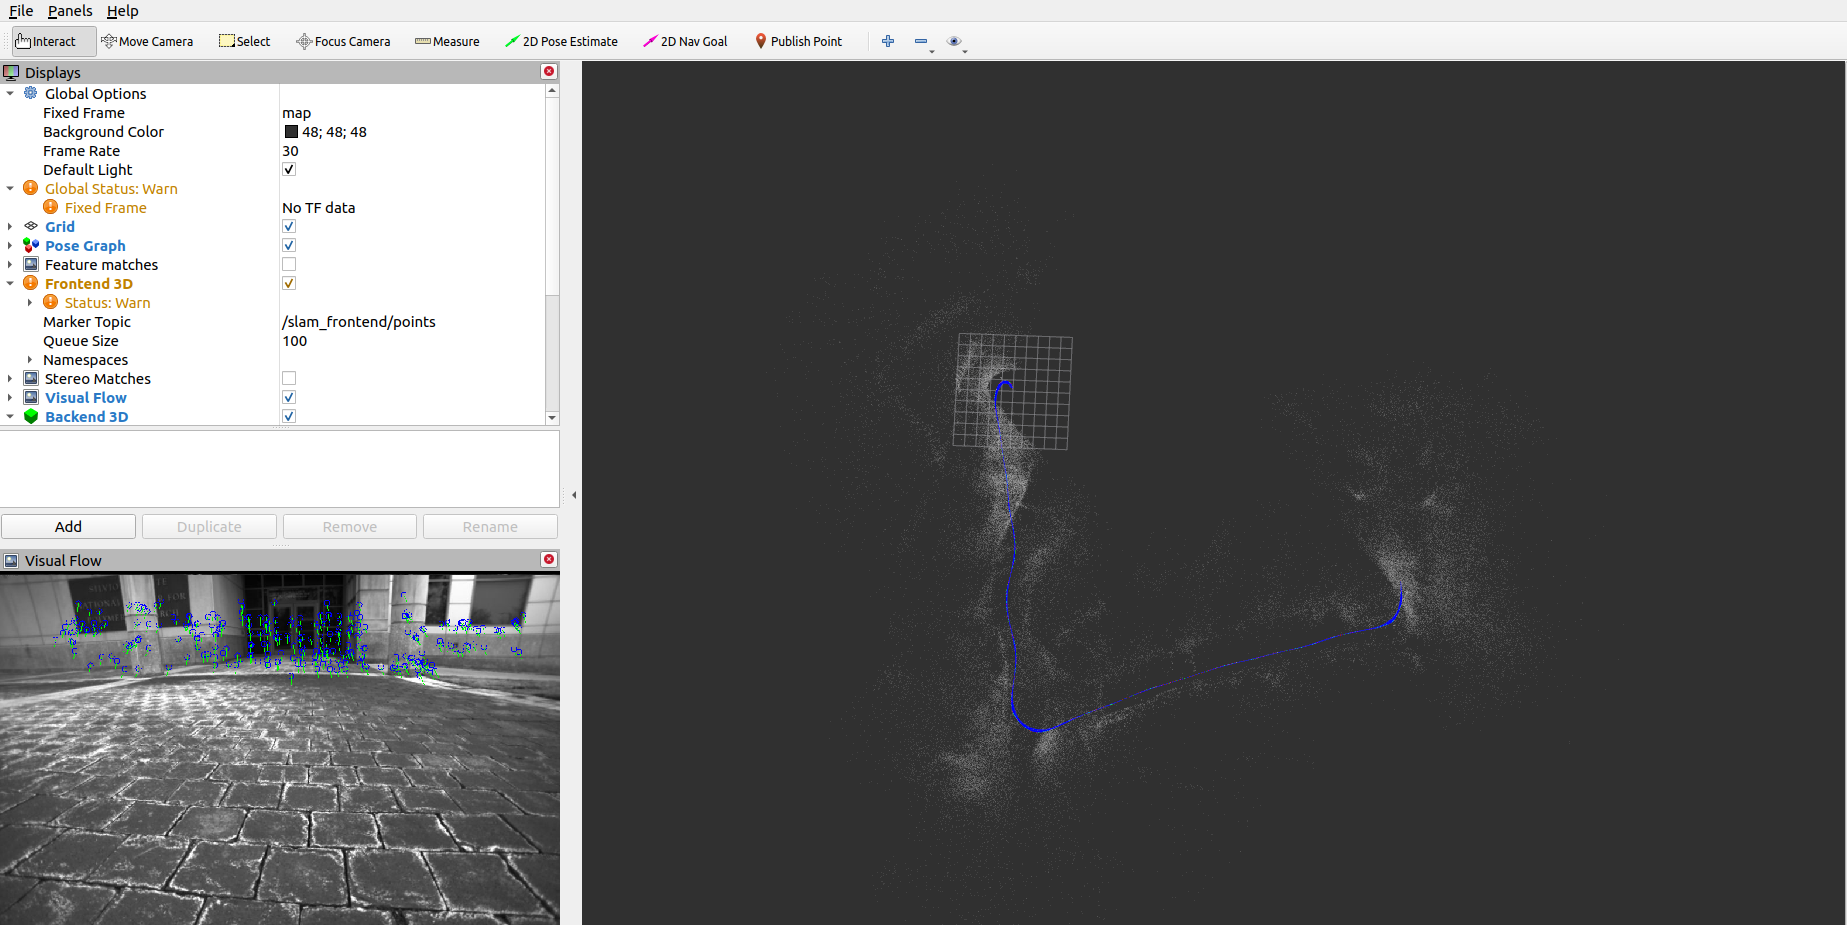 File Panels Help
Interact Move Camera Select Focus Camera Measure 2D Pose Estimate 2D Nav Goal Publish Point
Displays
Global Options
Fixed Frame map
Background Color 48; 48; 48
Frame Rate 30
Default Light
Global Status: Warn
Fixed Frame No TF data
Grid
Pose Graph
Feature matches
Frontend 3D
Status: Warn
Marker Topic /slam_frontend/points
Queue Size 100
Namespaces
Stereo Matches
Visual Flow
Backend 3D
Add Duplicate Remove Rename
Visual Flow